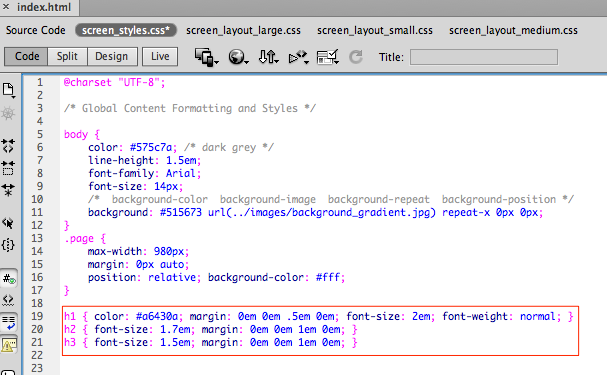 index.html
Source Code screen_styles.css* screen_layout_large.css screen_layout_small.css screen_layout_medium.css
Code Split Design Live Title:
1 @charset "UTF-8";
2
3 /* Global Content Formatting and Styles */
4
5 body {
6 color: #575c7a; /* dark grey */
7 line-height: 1.5em;
8 font-family: Arial;
9 font-size: 14px;
10 /* background-color background-image background-repeat background-position */
11 background: #515673 url(../images/background_gradient.jpg) repeat-x 0px 0px;
12 }
13 .page {
14 max-width: 980px;
15 margin: 0px auto;
16 position: relative; background-color: #fff;
17 }
18
19 h1 { color: #a6430a; margin: 0em 0em .5em 0em; font-size: 2em; font-weight: normal; }
20 h2 { font-size: 1.7em; margin: 0em 0em 1em 0em; }
21 h3 { font-size: 1.5em; margin: 0em 0em 1em 0em; }
22